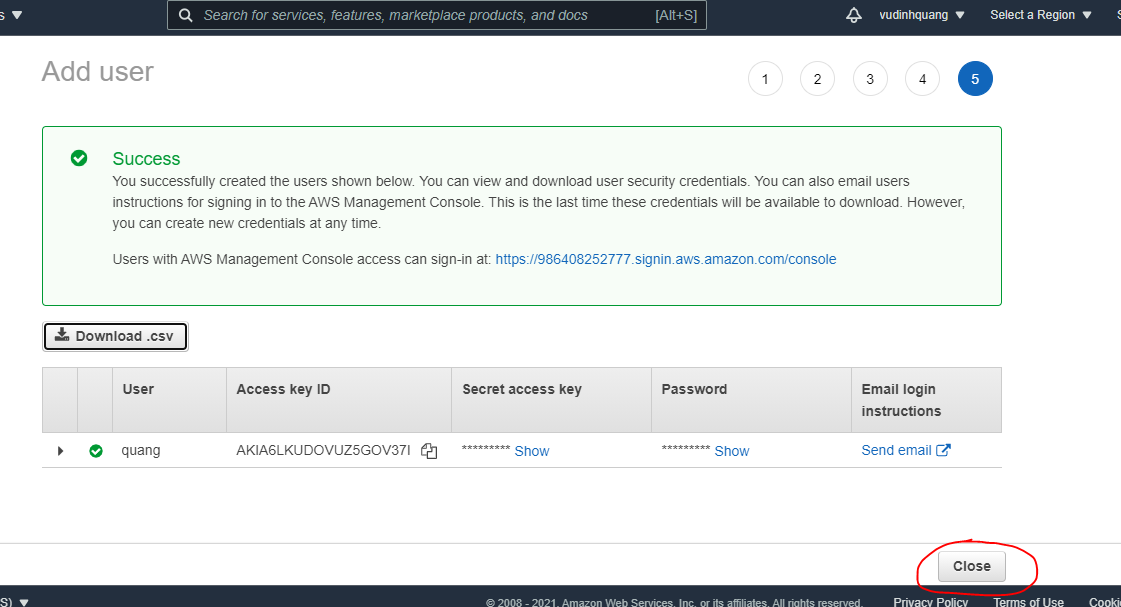 s ▼
Search for services, features, marketplace products, and docs [Alt+S]
vudinhquang ▼ Select a Region ▼
Add user
1 2 3 4 5
Success
You successfully created the users shown below. You can view and download user security credentials. You can also email users
instructions for signing in to the AWS Management Console. This is the last time these credentials will be available to download. However,
you can create new credentials at any time.
Users with AWS Management Console access can sign-in at: https://986408252777.signin.aws.amazon.com/console
Download .csv
User Access key ID Secret access key Password Email login
instructions
quang AKIA6LKUDOVUZ5GOV37I ********* Show ********* Show Send email
Close
S) ▼ © 2008 - 2021, Amazon Web Services, Inc. or its affiliates. All rights reserved. Privacy Policy Terms of Use Cooki